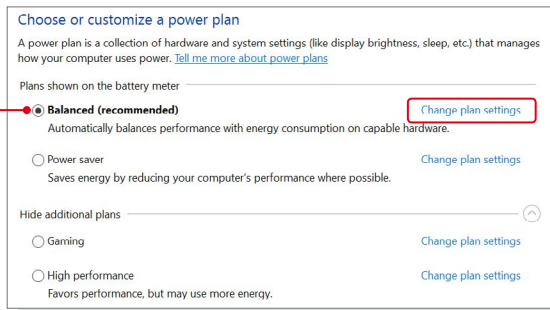 Choose or customize a power plan
A power plan is a collection of hardware and system settings (like display brightness, sleep, etc.) that manages
how your computer uses power. Tell me more about power plans
Plans shown on the battery meter
Balanced (recommended) Change plan settings
Automatically balances performance with energy consumption on capable hardware.
Power saver Change plan settings
Saves energy by reducing your computer's performance where possible.
Hide additional plans
Gaming Change plan settings
High performance Change plan settings
Favors performance, but may use more energy.